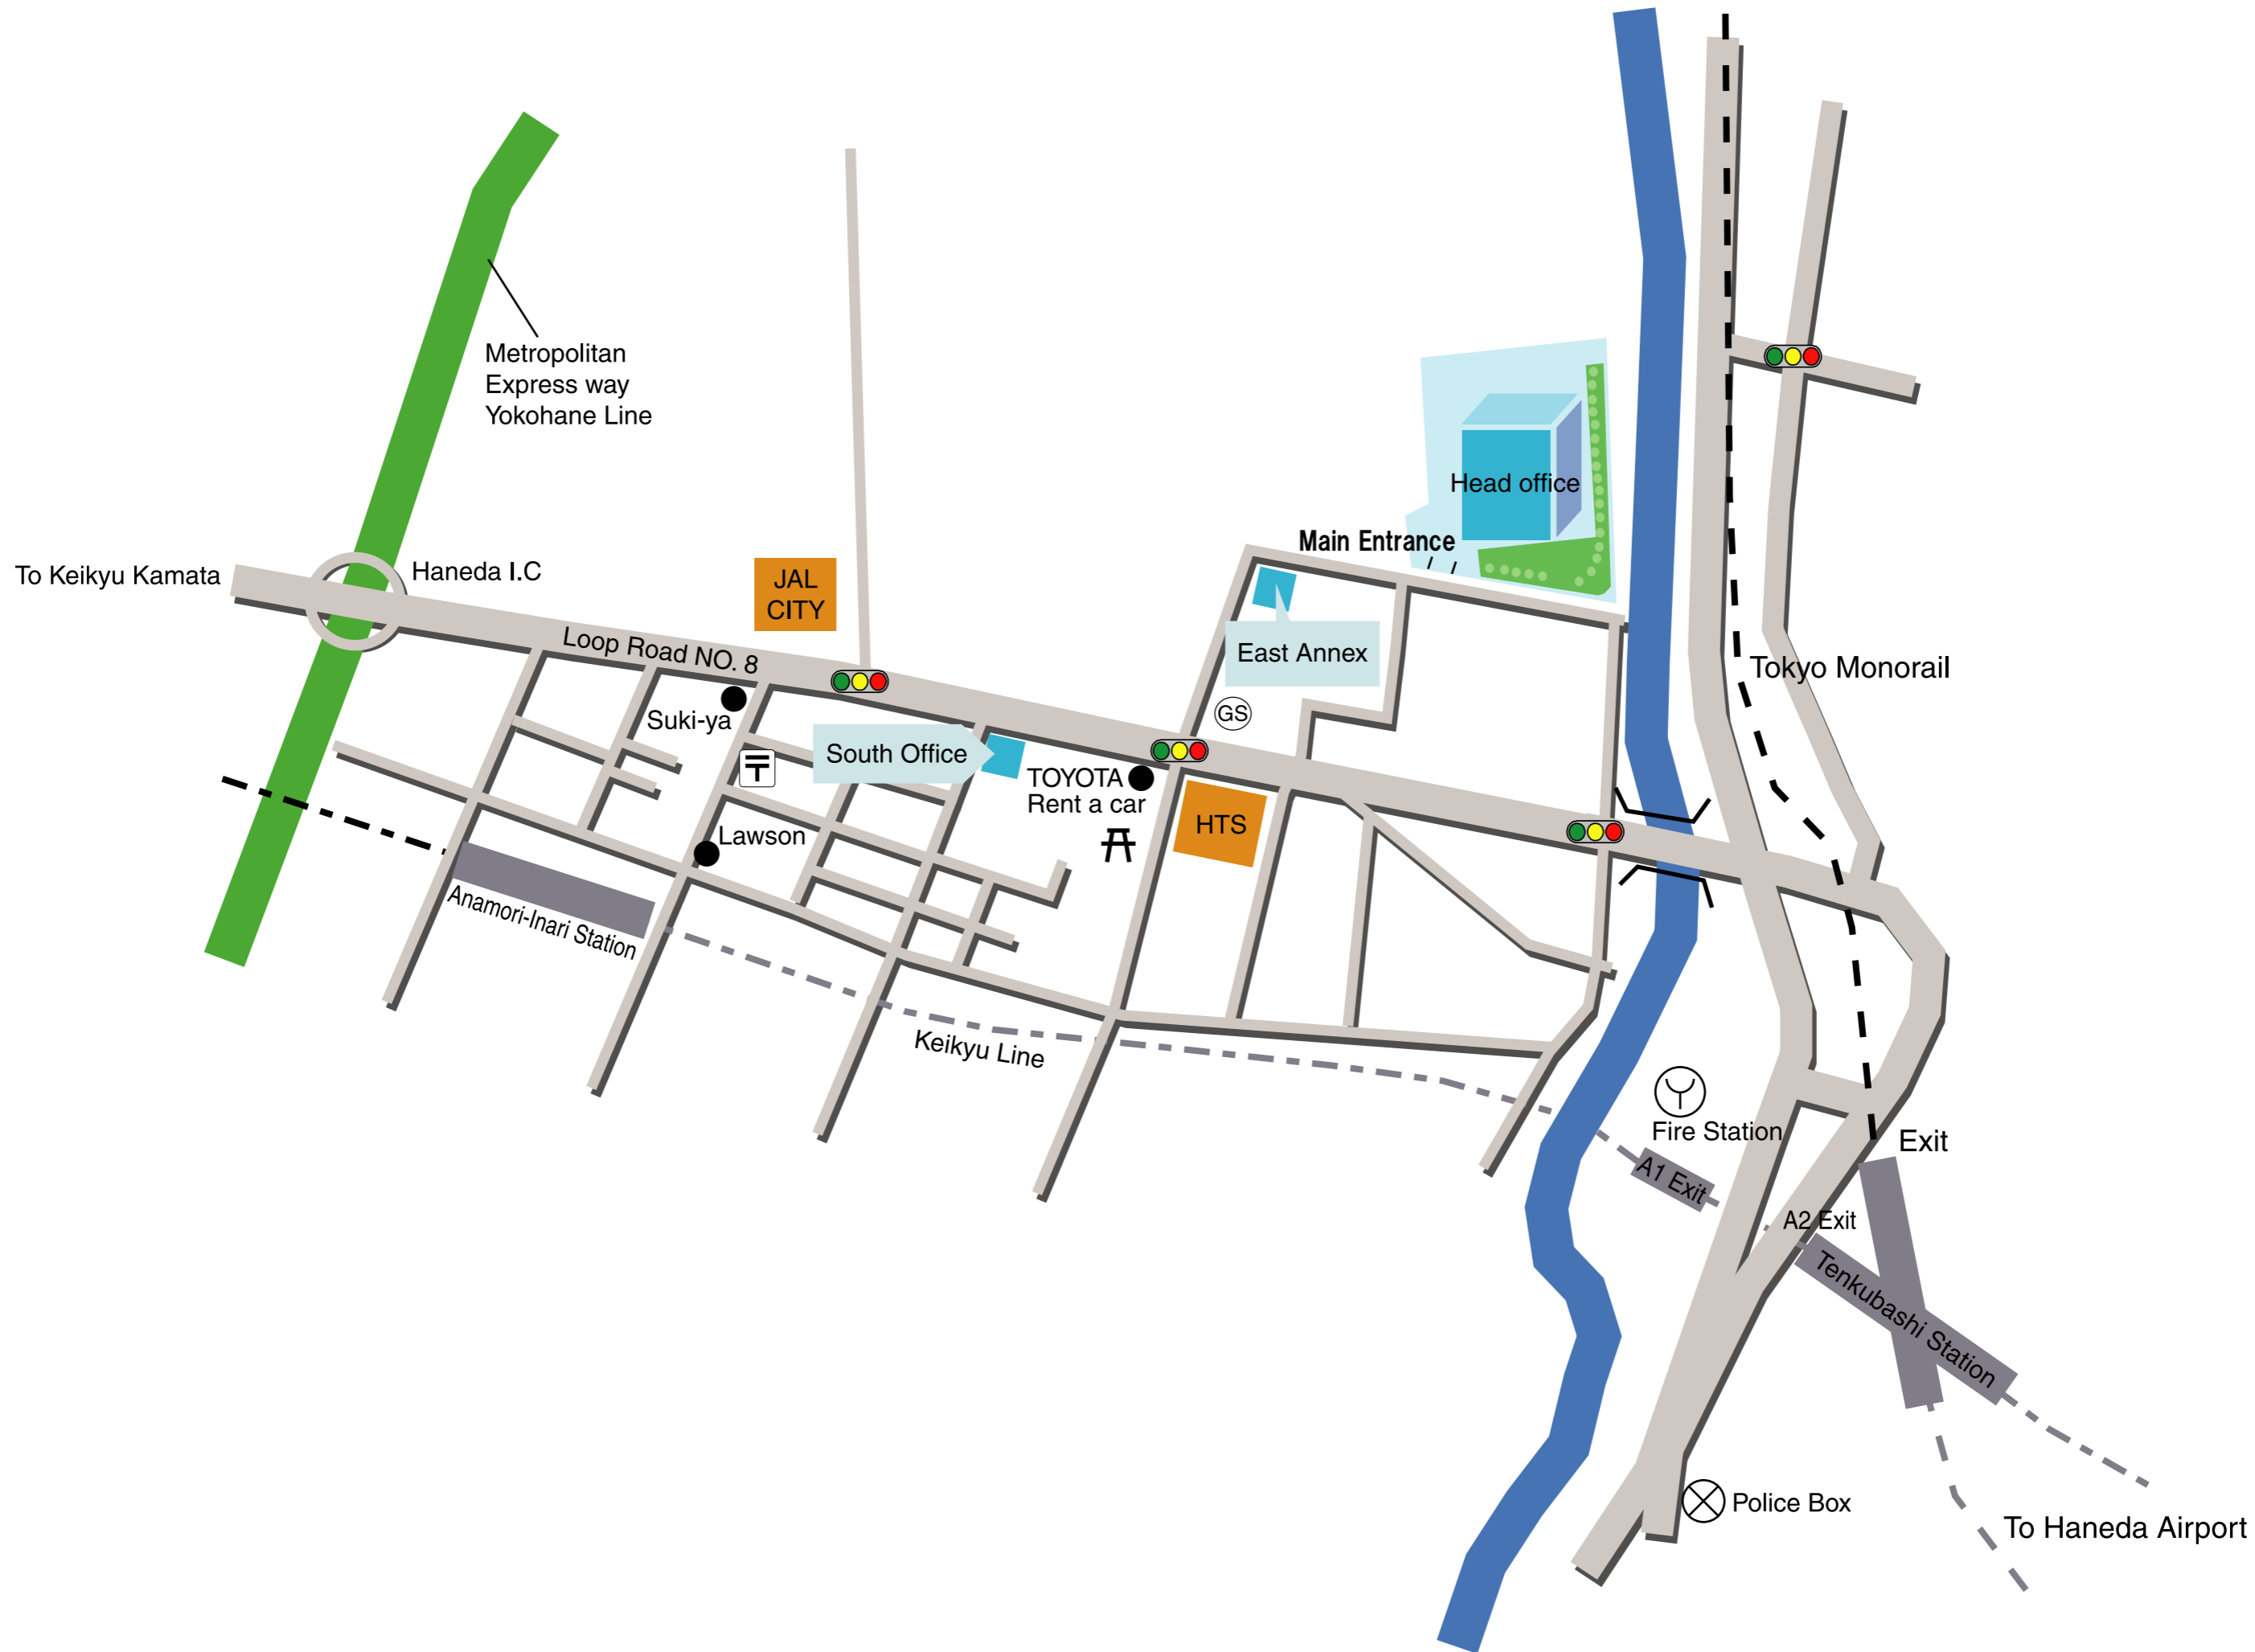 Metropolitan
Express way
Yokohane Line
Head office
Main Entrance
To Keikyu Kamata
Haneda I.C
JAL
CITY
Loop Road NO. 8
East Annex
Tokyo Monorail
Suki-ya
GS
South Office
TOYOTA
Rent a car
HTS
Lawson
Anamori-Inari Station
Keikyu Line
Fire Station
Exit
A1 Exit
A2 Exit
Tenkubashi Station
Police Box
To Haneda Airport